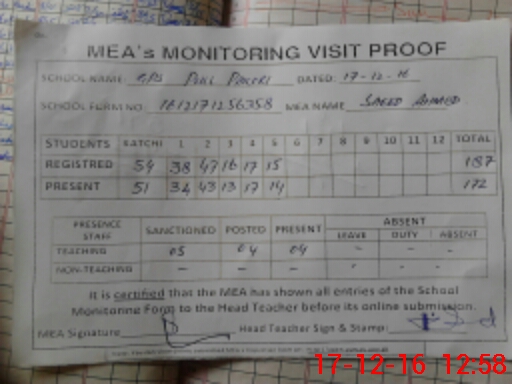 MEA's MONITORING VISIT PROOF
SCHOOL NAME GPS DATED: 17-12-16
SCHOOL FORM NO: 1612171256358 MEA NAME SAEED AHMED
STUDENTS KATCHI 1 2 3 4 5 6 7 8 9 10 11 12 TOTAL
REGISTRED 54 38 47 16 17 15 187
PRESENT 51 34 43 13 17 14 172
PRESENCE STAFF SANCTIONED POSTED PRESENT ABSENT
LEAVE DUTY ABSENT
TEACHING 05 04 04 - - -
NON-TEACHING - - - - - -
It is certified that the MEA has shown all entries of the School
Monitoring Form to the Head Teacher before its online submission.
MEA Signature Head Teacher Sign & Stamp:
17-12-16 12:58